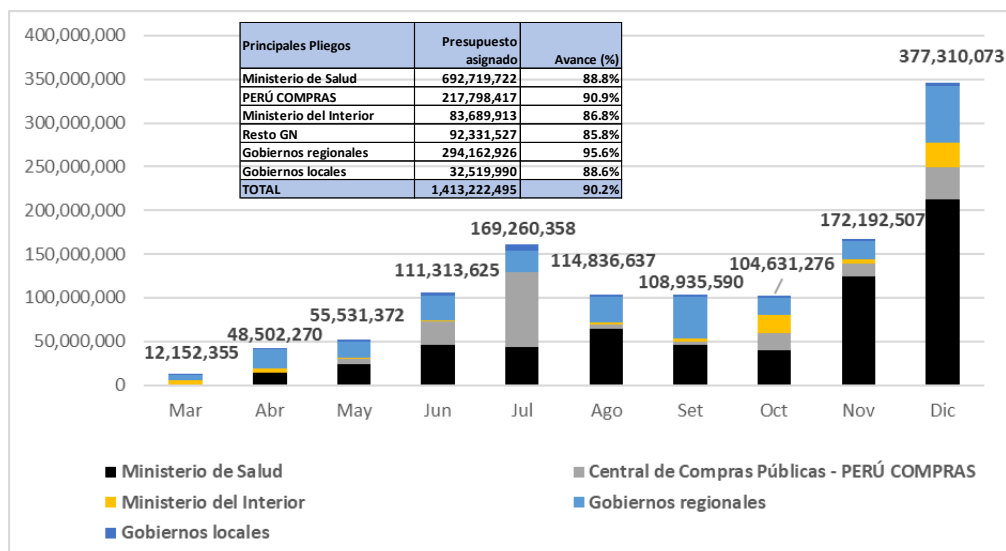 400,000,000
350,000,000
300,000,000
250,000,000
200,000,000
150,000,000
100,000,000
50,000,000
0
Principales Pliegos Presupuesto asignado Avance (%)
Ministerio de Salud 692,719,722 88.8%
PERÚ COMPRAS 217,798,417 90.9%
Ministerio del Interior 83,689,913 86.8%
Resto GN 92,331,527 85.8%
Gobiernos regionales 294,162,926 95.6%
Gobiernos locales 32,519,990 88.6%
TOTAL 1,413,222,495 90.2%
12,152,355
48,502,270
55,531,372
111,313,625
169,260,358
114,836,637
108,935,590
104,631,276
172,192,507
377,310,073
Mar Abr May Jun Jul Ago Set Oct Nov Dic
Ministerio de Salud Central de Compras Públicas - PERÚ COMPRAS
Ministerio del Interior Gobiernos regionales
Gobiernos locales